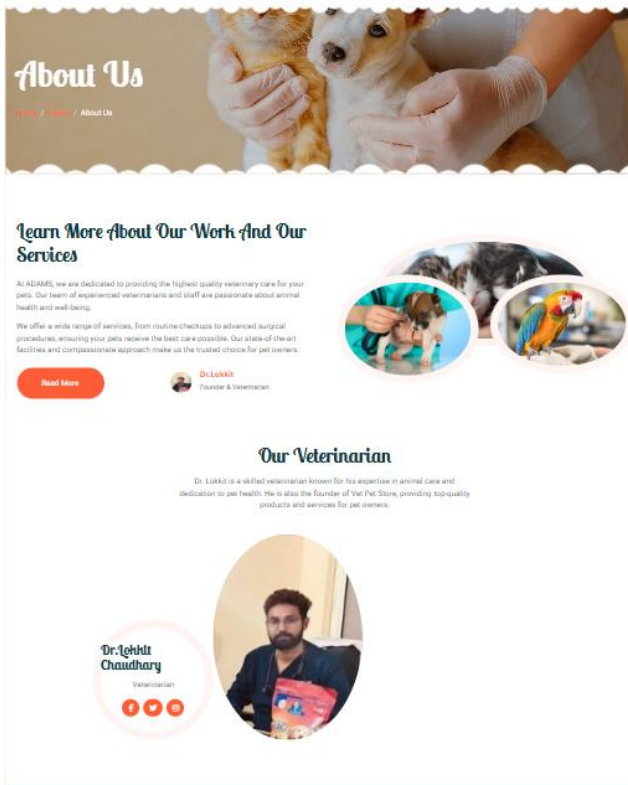 About Us
Home / / About Us
Learn More About Our Work And Our
Services
At ADAMS, we are dedicated to providing the highest quality veterinary care for your
pets. Our team of experienced veterinarians and staff are passionate about animal
health and well-being.
We offer a wide range of services, from routine checkups to advanced surgical
procedures, ensuring your pets receive the best care possible. Our state-of-the-art
facilities and compassionate approach make us the trusted choice for pet owners.
Read More
Dr.Lokkit
Founder & Veterinarian
Our Veterinarian
Dr. Lokkit is a skilled veterinarian known for his expertise in animal care and
dedication to pet health. He is also the founder of Vet Pet Store, providing top-quality
products and services for pet owners.
Dr.Lokkit
Chaudhary
Veterinarian